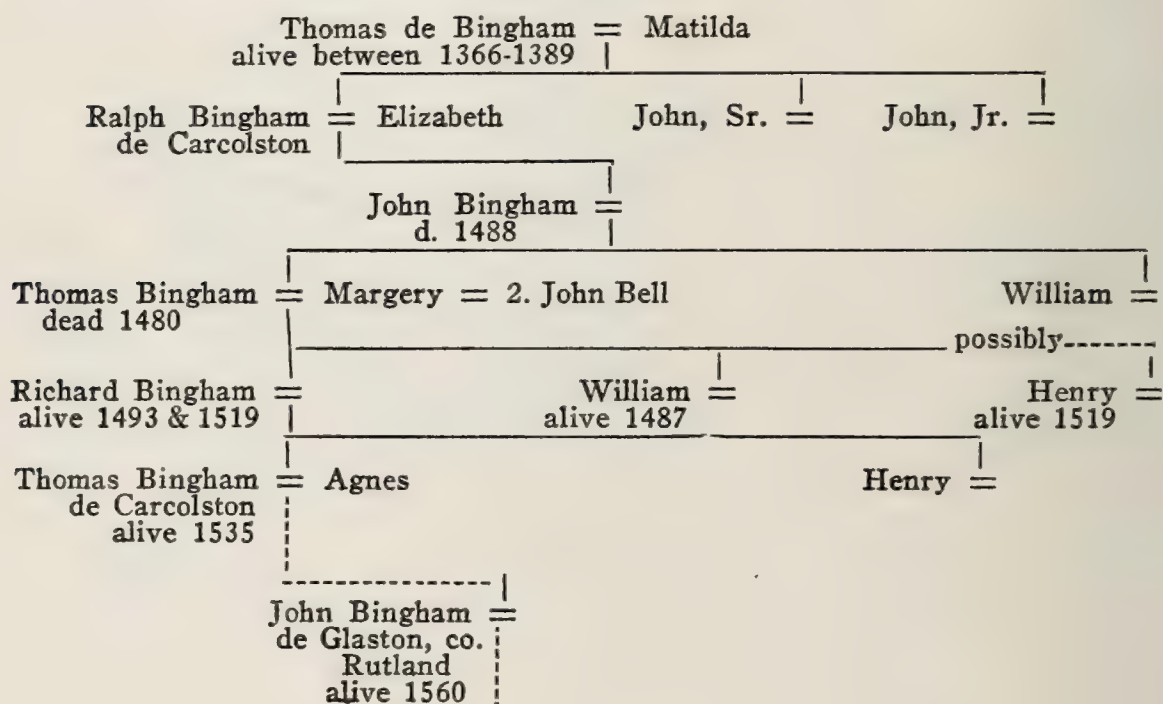 Thomas de Bingham = Matilda
alive between 1366-1389
Ralph Bingham = Elizabeth John, Sr. = John, Jr. =
de Carcolston
John Bingham =
d. 1488
Thomas Bingham = Margery = 2. John Bell William =
dead 1480
possibly
Richard Bingham = William = Henry =
alive 1493 & 1519 alive 1487 alive 1519
Thomas Bingham = Agnes Henry =
de Carcolston
alive 1535
John Bingham =
de Glaston, co.
Rutland
alive 1560